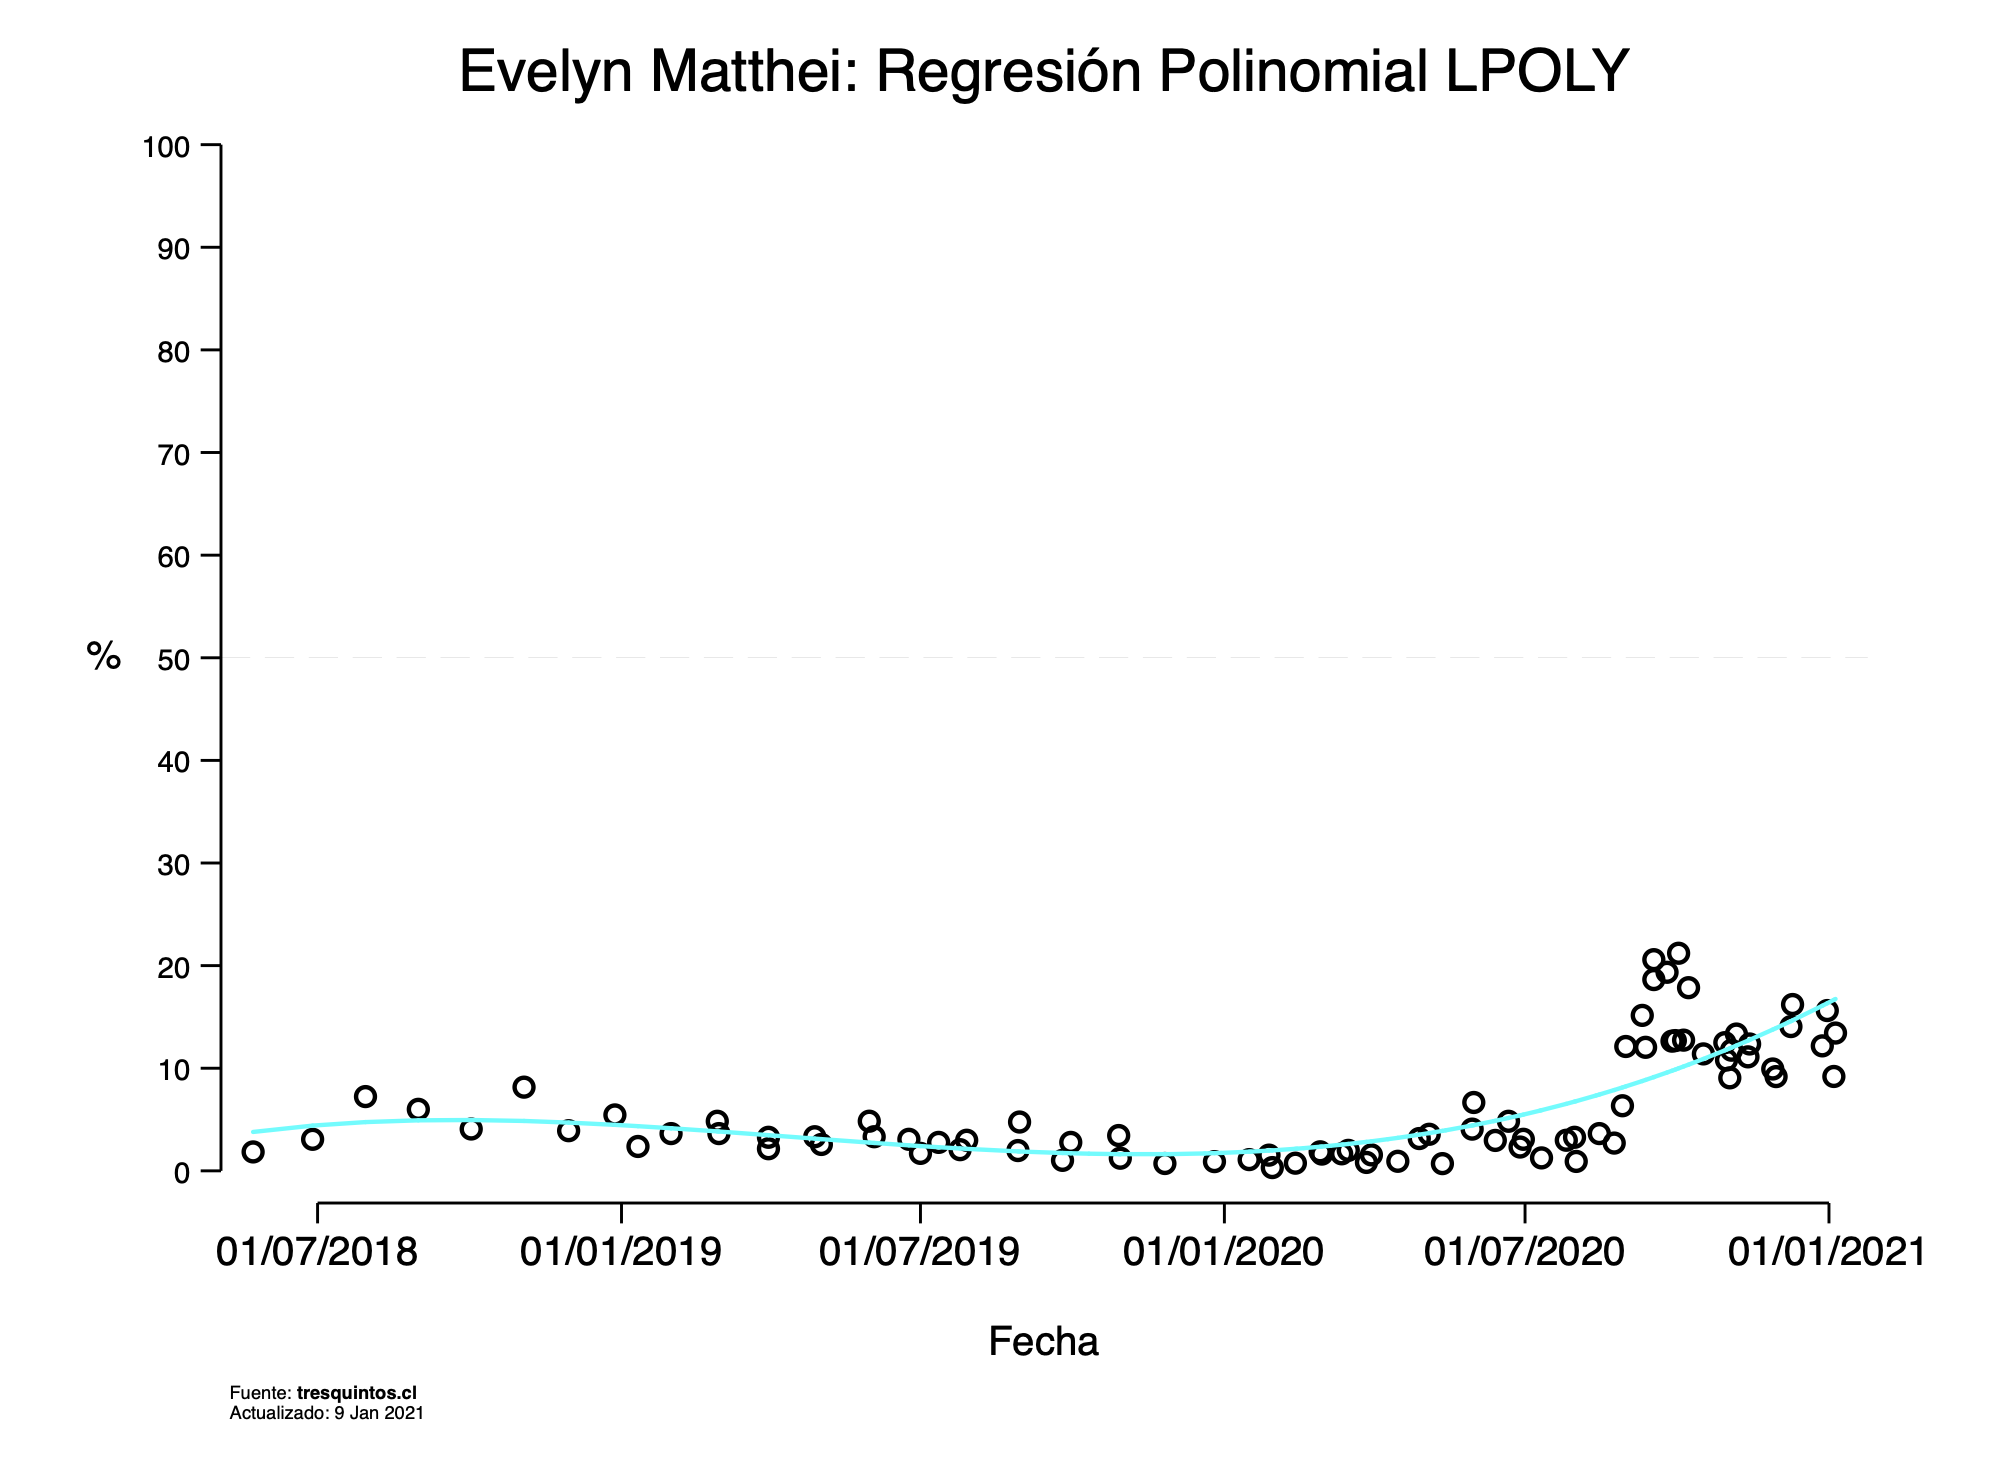 Evelyn Matthei: Regresión Polinomial LPOLY
100
90
80
70
60
% 50
40
30
20
10
0
01/07/2018 01/01/2019 01/07/2019 01/01/2020 01/07/2020 01/01/2021
Fecha
Fuente: tresquintos.cl
Actualizado: 9 Jan 2021